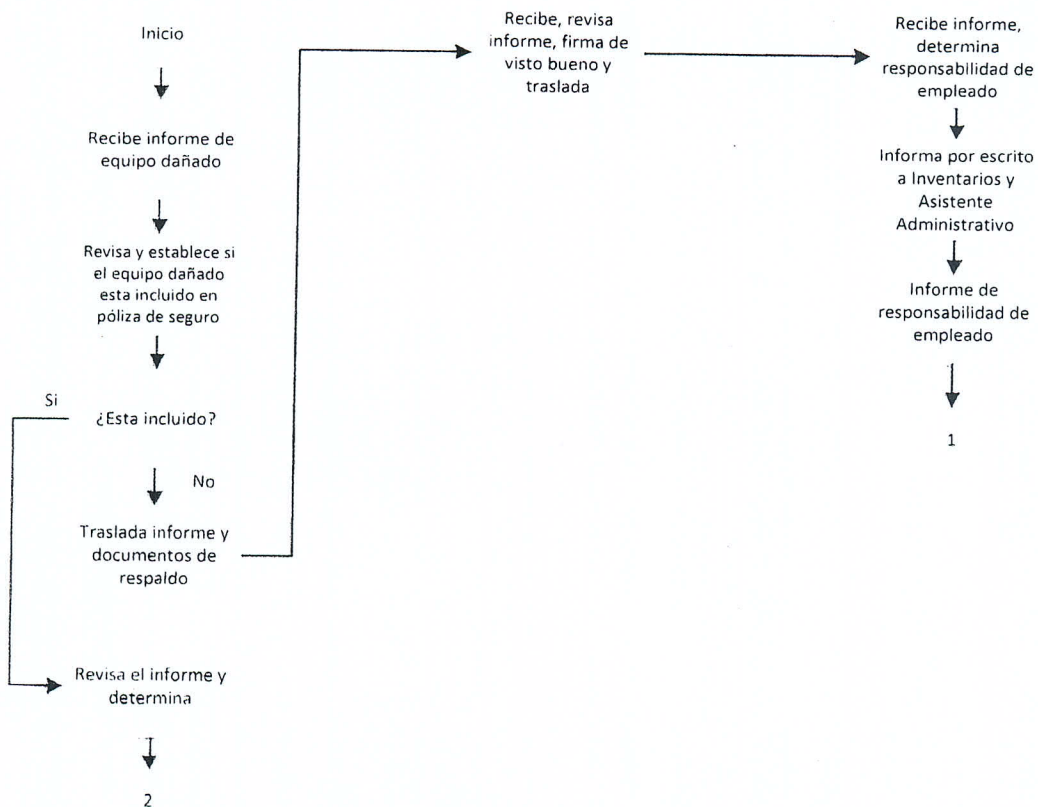 Inicio
Recibe informe de
equipo dañado
Revisa y establece si
el equipo dañado
esta incluido en
póliza de seguro
Si
¿Esta incluido?
No
Traslada informe y
documentos de
respaldo
Revisa el informe y
determina
2
Recibe, revisa
informe, firma de
visto bueno y
traslada
Recibe informe,
determina
responsabilidad de
empleado
Informa por escrito
a Inventarios y
Asistente
Administrativo
Informe de
responsabilidad de
empleado
1